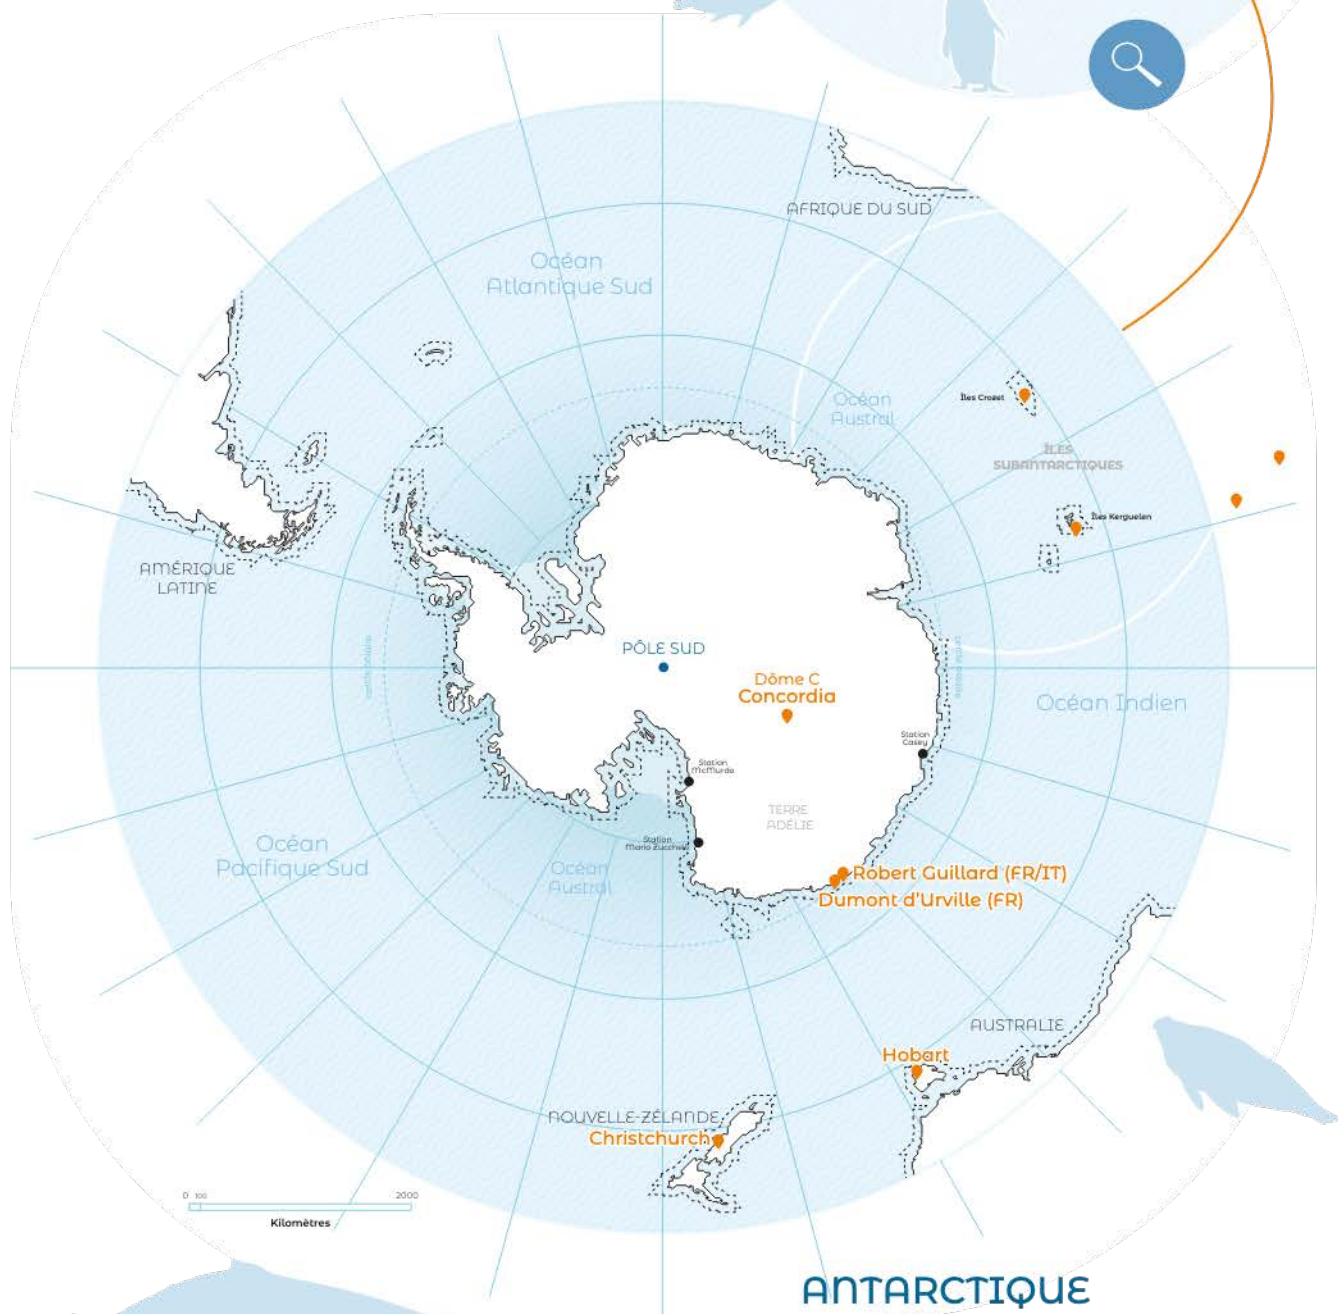 AFRIQUE DU SUD
Océan
Atlantique Sud
Océan
Austral
Îles Crozet
ÎLES
SUBANTARCTIQUES
Îles Kerguelen
AMÉRIQUE
LATINE
PÔLE SUD
Dôme C
Concordia
Océan Indien
Station
Casey
Station
McMurdo
TERRE
ADÉLIE
Océan
Pacifique Sud
Station
Mario Zucchelli
Océan
Austral
Robert Guillard (FR/IT)
Dumont d'Urville (FR)
AUSTRALIE
Hobart
NOUVELLE-ZÉLANDE
Christchurch
0 100 2000
Kilomètres
ANTARCTIQUE